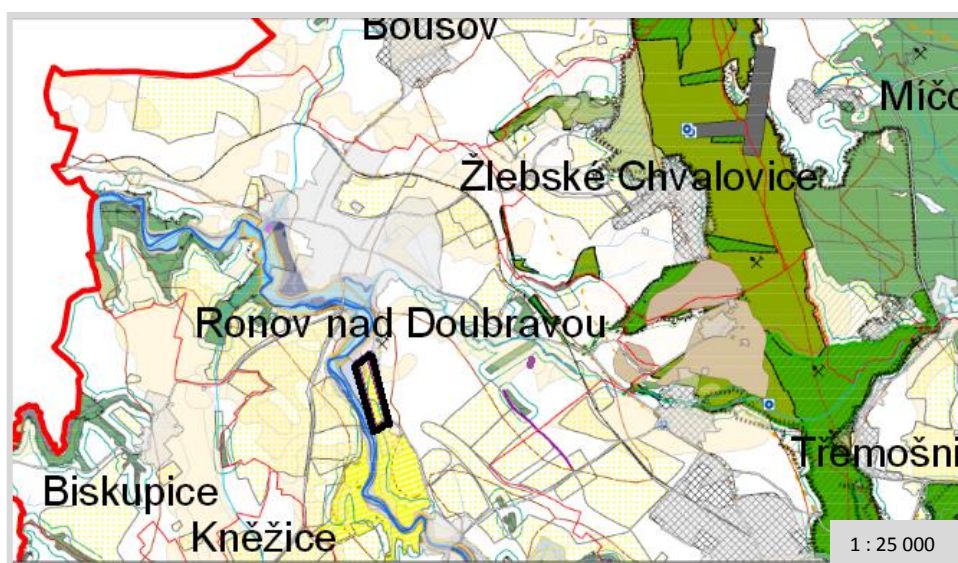 Bousov
Míčo
Žlebské Chvalovice
Ronov nad Doubravou
Třemošni
Biskupice
Kněžice
1 : 25 000